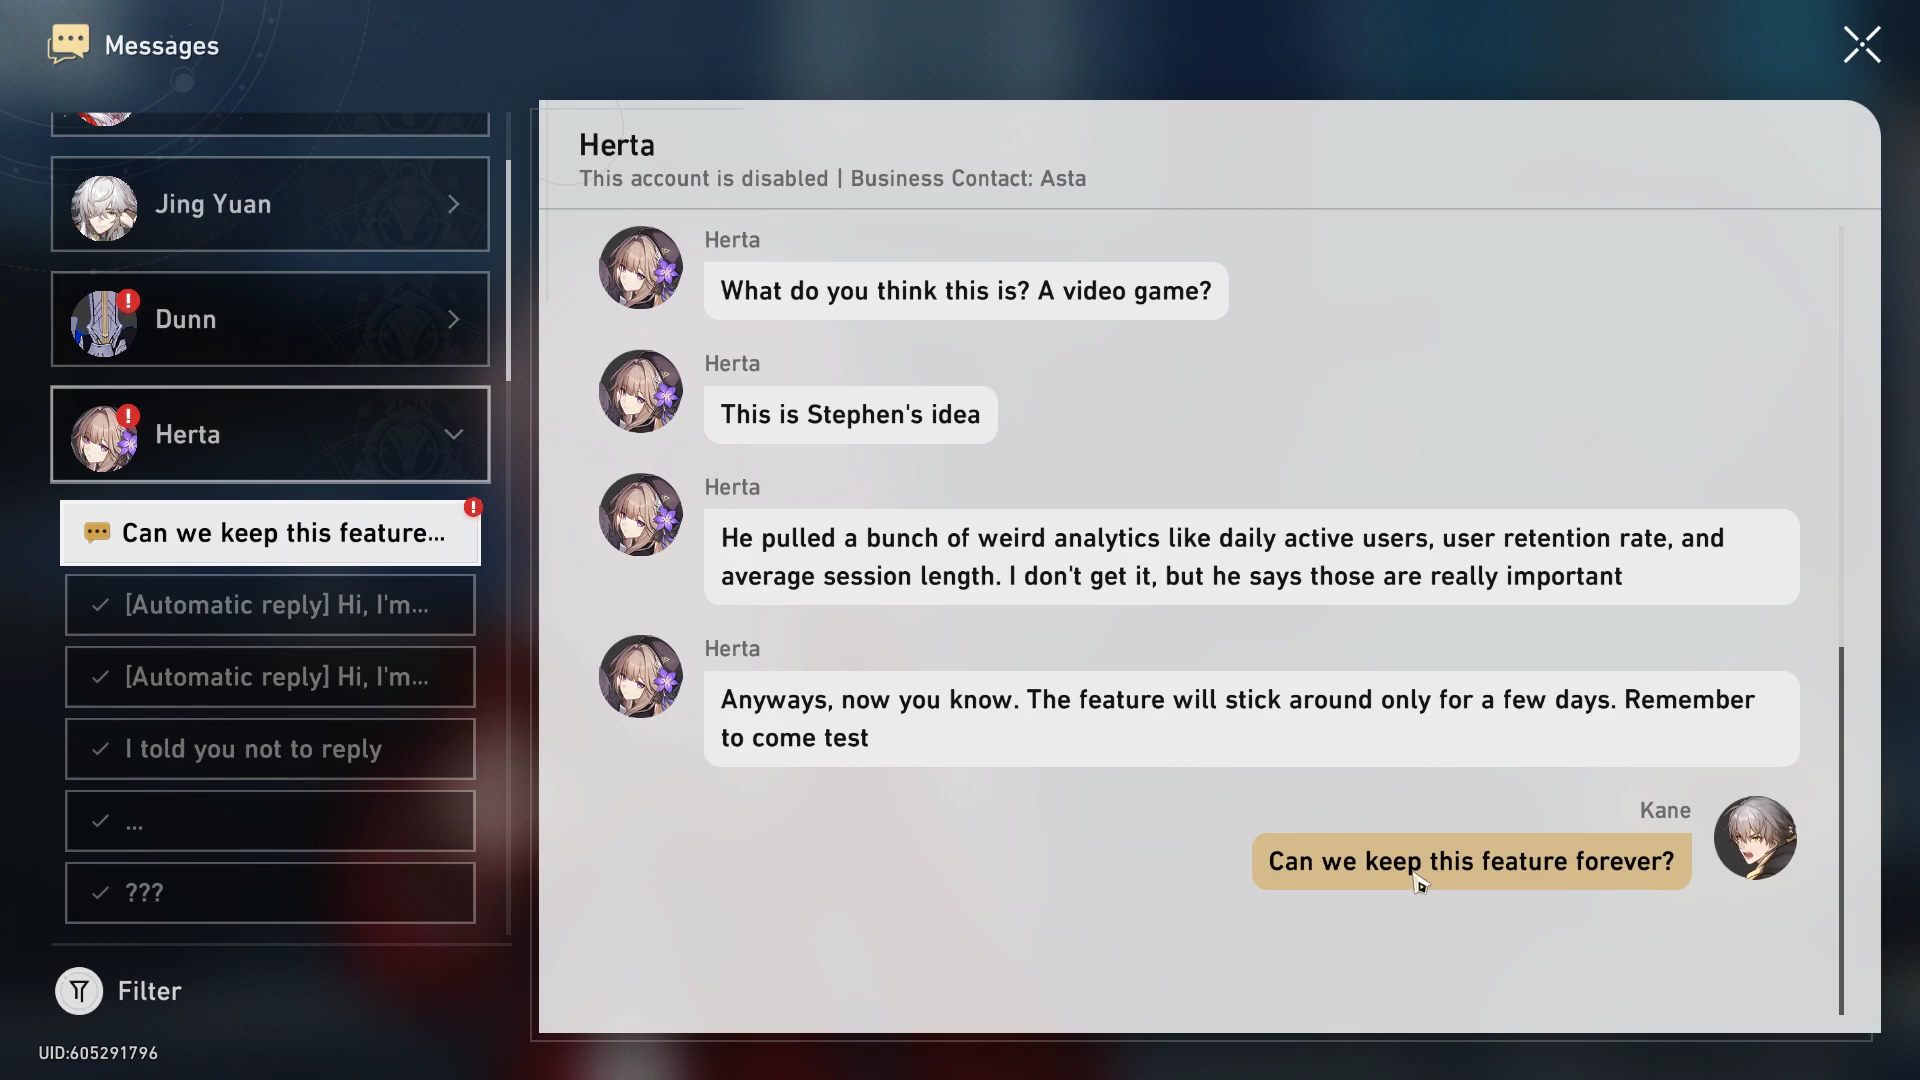 Messages
Jing Yuan
Dunn
Herta
Can we keep this feature...
[Automatic reply] Hi, I'm...
[Automatic reply] Hi, I'm...
I told you not to reply
...
???
Filter
UID:605291796
Herta
This account is disabled | Business Contact: Asta
Herta
What do you think this is? A video game?
Herta
This is Stephen's idea
Herta
He pulled a bunch of weird analytics like daily active users, user retention rate, and
average session length. I don't get it, but he says those are really important
Herta
Anyways, now you know. The feature will stick around only for a few days. Remember
to come test
Kane
Can we keep this feature forever?